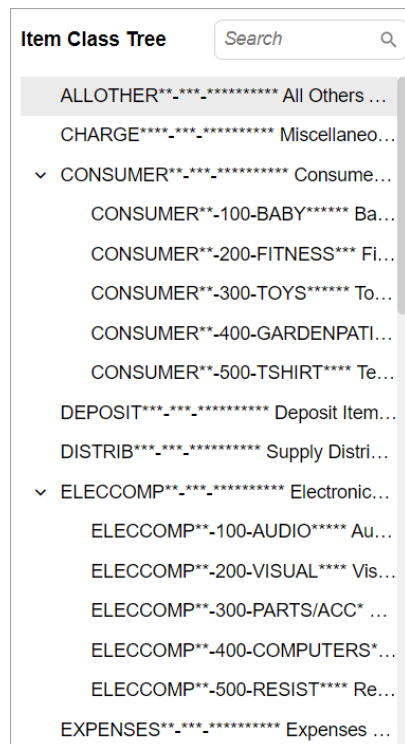 Item Class Tree Search
ALLOTHER**-***-********** All Others ...
CHARGE****-***-********** Miscellaneo...
CONSUMER**-***-********** Consume...
CONSUMER**-100-BABY****** Ba...
CONSUMER**-200-FITNESS*** Fi...
CONSUMER**-300-TOYS****** To...
CONSUMER**-400-GARDENPATI...
CONSUMER**-500-TSHIRT**** Te...
DEPOSIT***-***-********** Deposit Item...
DISTRIB***-***-********** Supply Distri...
ELECCOMP**-***-********** Electronic...
ELECCOMP**-100-AUDIO***** Au...
ELECCOMP**-200-VISUAL**** Vis...
ELECCOMP**-300-PARTS/ACC* ...
ELECCOMP**-400-COMPUTERS*...
ELECCOMP**-500-RESIST**** Re...
EXPENSES**-***-********** Expenses ...